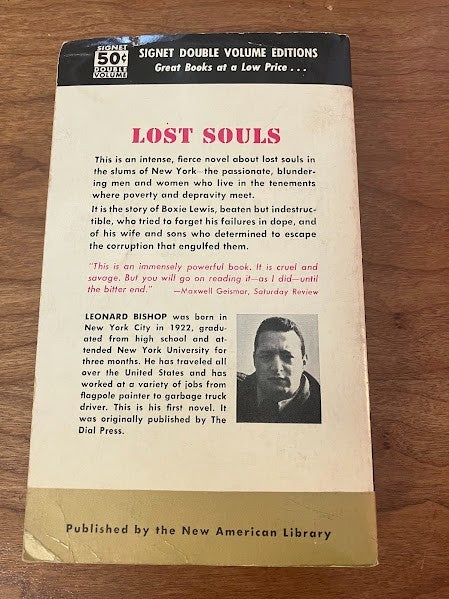 SIGNET
50¢
DOUBLE
VOLUME
SIGNET DOUBLE VOLUME EDITIONS
Great Books at a Low Price . . .
LOST SOULS
This is an intense, fierce novel about lost souls in
the slums of New York—the passionate, blunder-
ing men and women who live in the tenements
where poverty and depravity meet.
It is the story of Boxie Lewis, beaten but indestruc-
tible, who tried to forget his failures in dope, and
of his wife and sons who determined to escape
the corruption that engulfed them.
"This is an immensely powerful book. It is cruel and
savage. But you will go on reading it—as I did—until
the bitter end." —Maxwell Geismar, Saturday Review
LEONARD BISHOP was born in
New York City in 1922, gradu-
ated from high school and at-
tended New York University for
three months. He has traveled all
over the United States and has
worked at a variety of jobs from
flagpole painter to garbage truck
driver. This is his first novel. It
was originally published by The
Dial Press.
Published by the New American Library